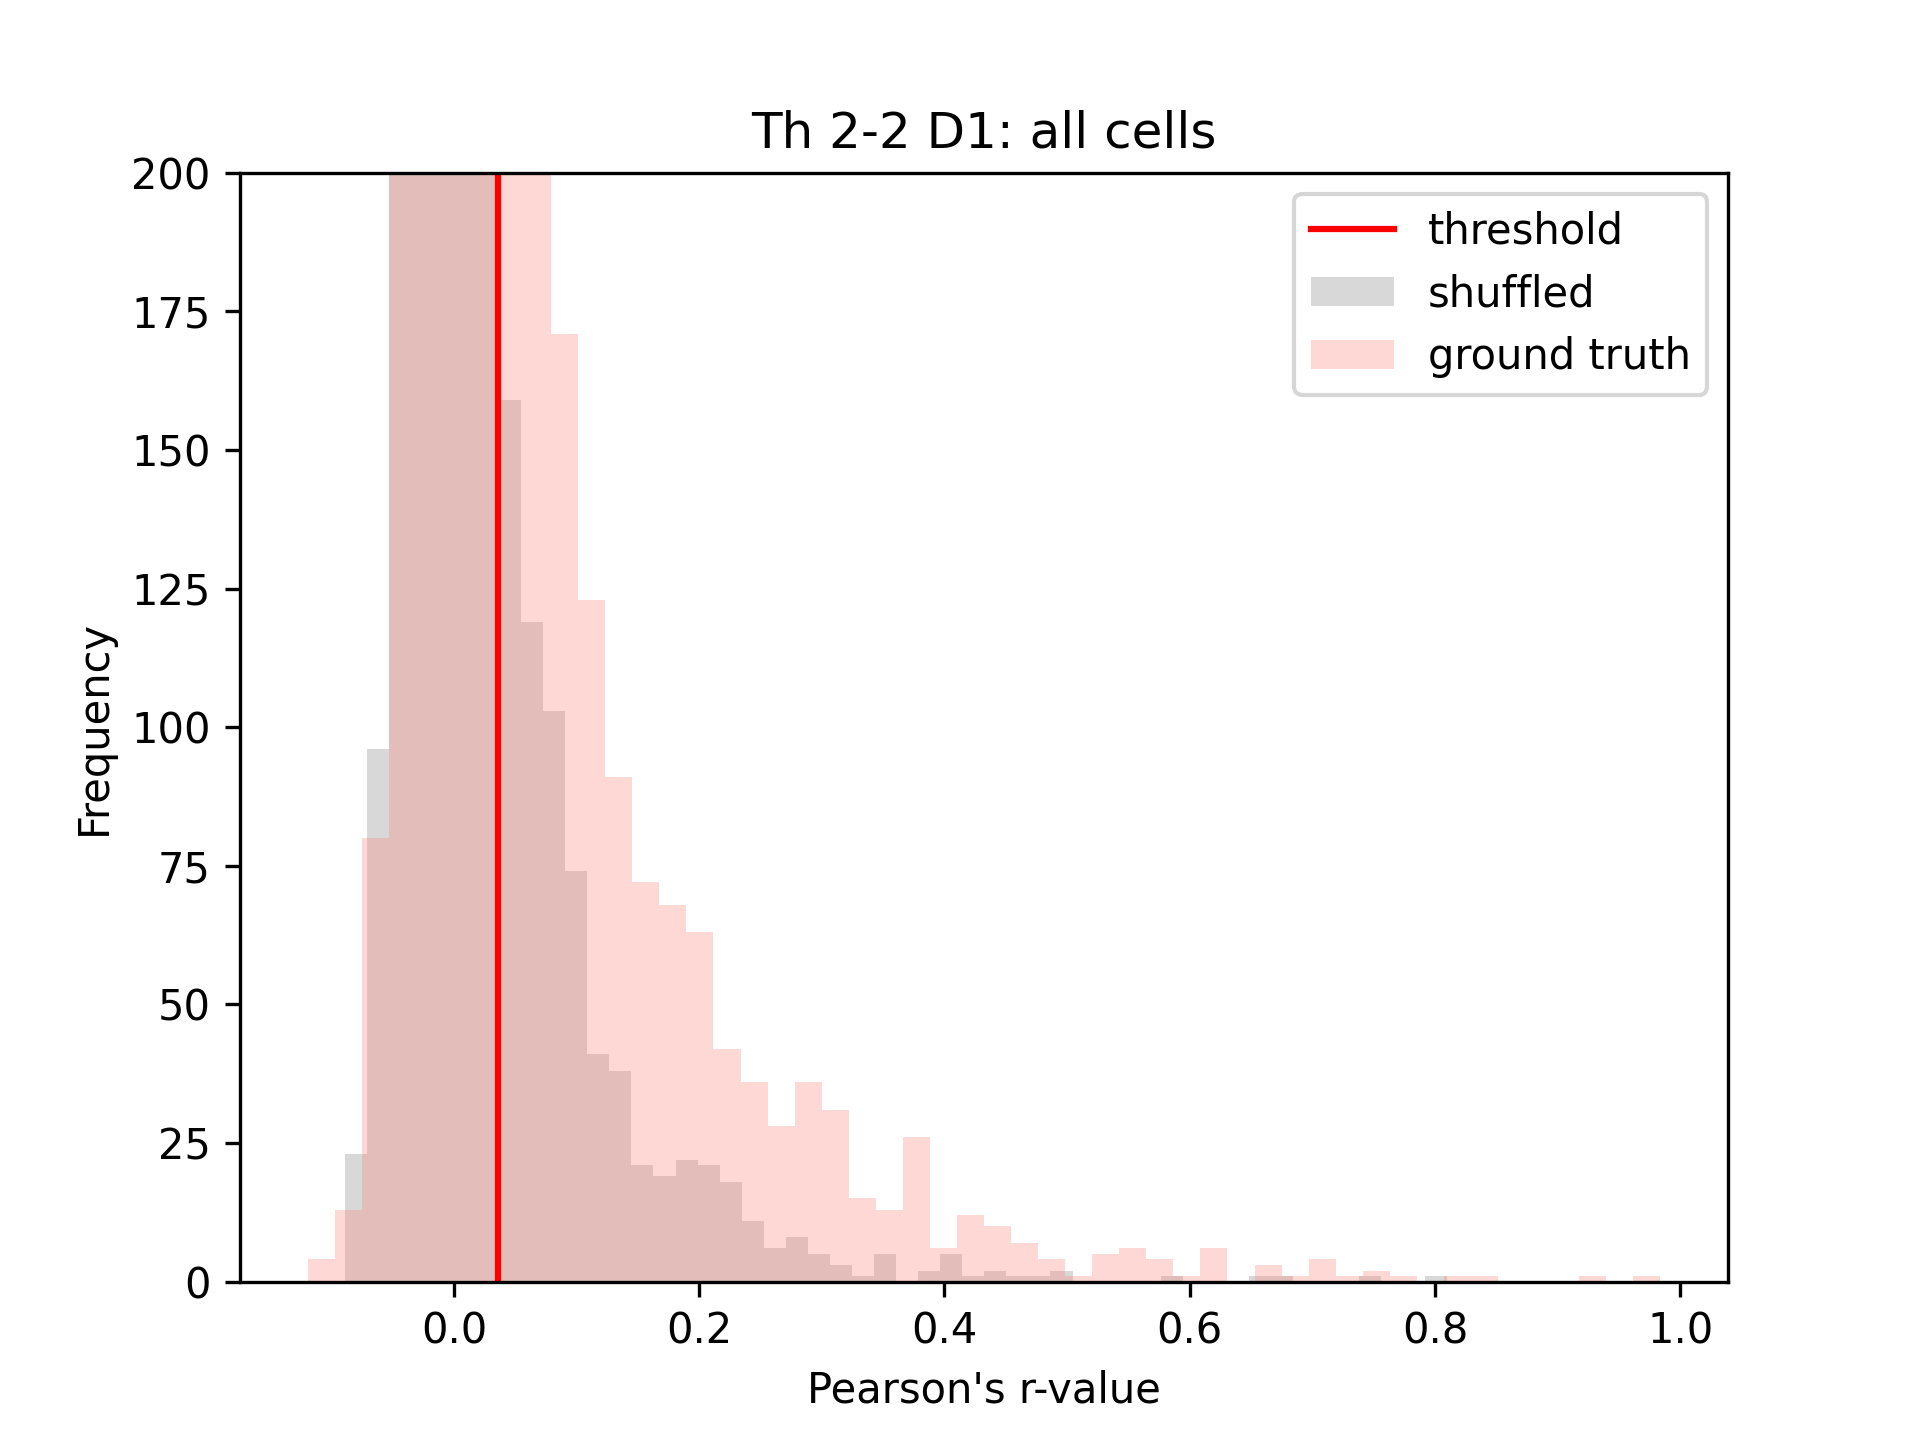 Th 2-2 D1: all cells
threshold
shuffled
ground truth
200
175
150
125
100
75
50
25
0
Frequency
0.0 0.2 0.4 0.6 0.8 1.0
Pearson's r-value